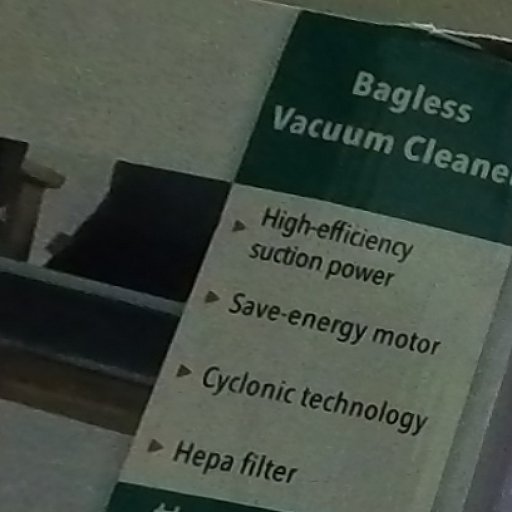 Bagless
Vacuum Cleane
High-efficiency
suction power
Save-energy motor
Cyclonic technology
Hepa filter